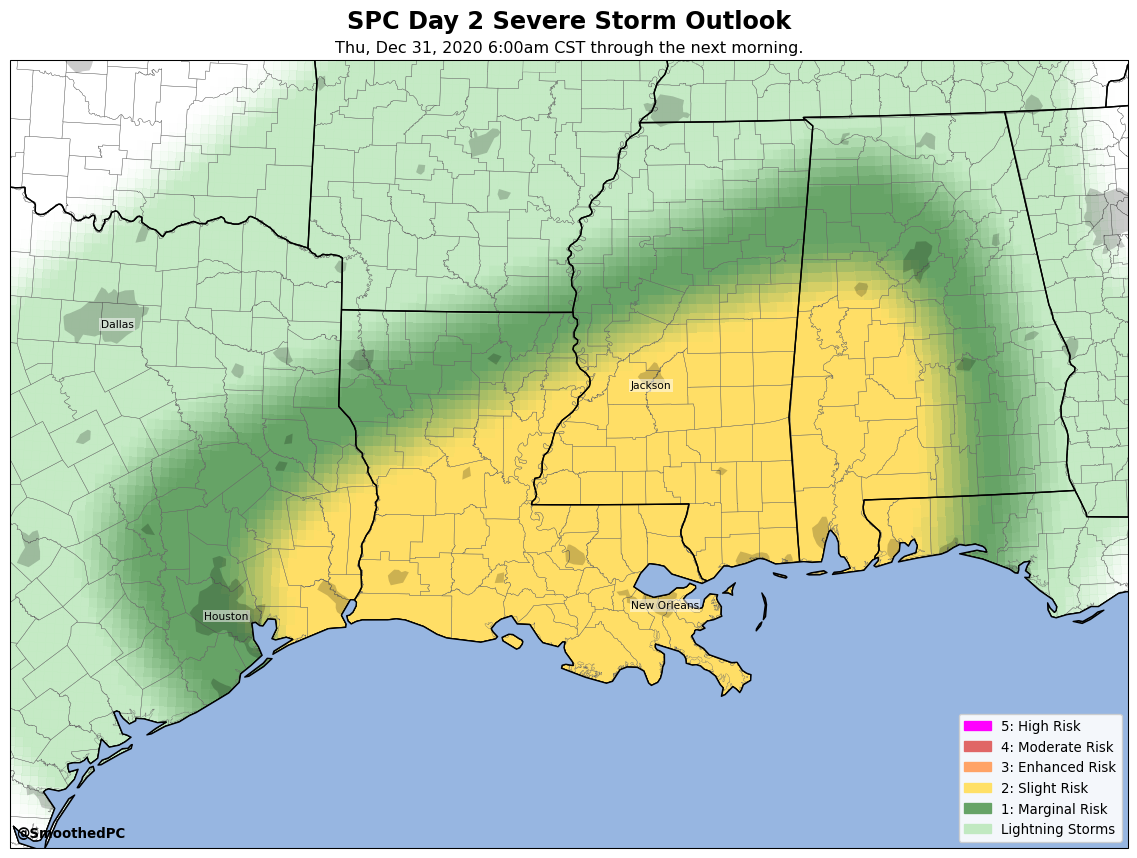 SPC Day 2 Severe Storm Outlook
Thu, Dec 31, 2020 6:00am CST through the next morning.
Dallas
Jackson
Houston
New Orleans
5: High Risk
4: Moderate Risk
3: Enhanced Risk
2: Slight Risk
1: Marginal Risk
Lightning Storms
@SmoothedPC